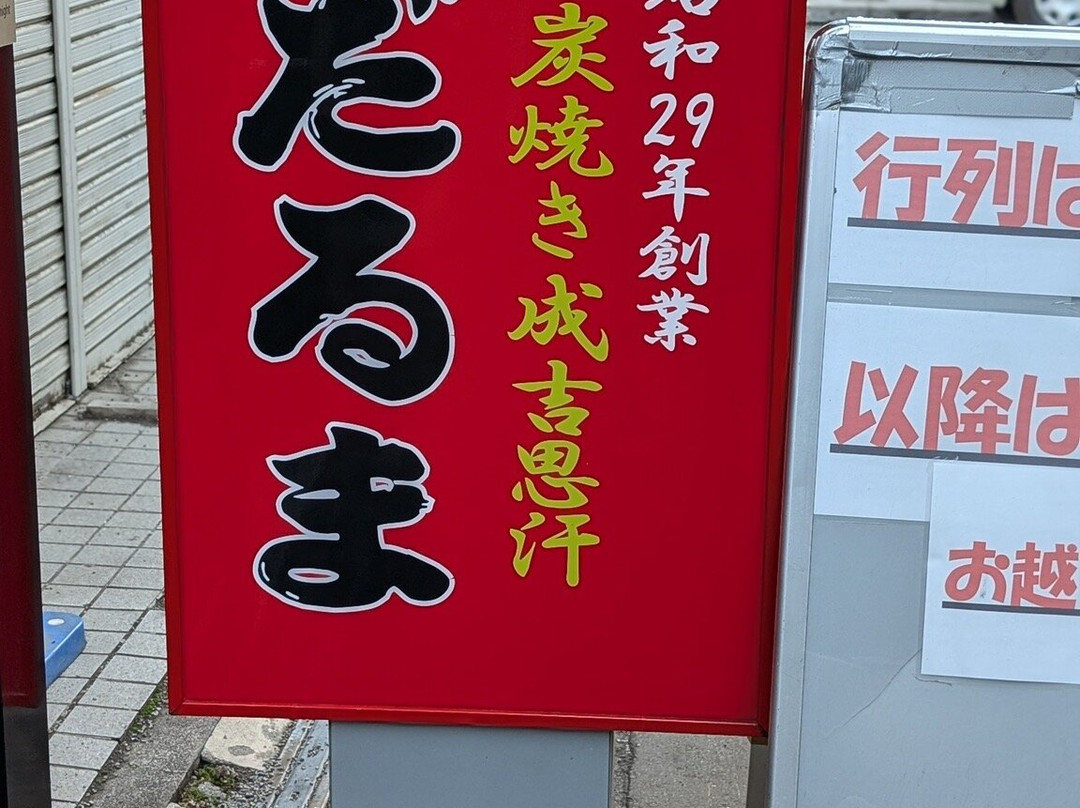 昭和29年創業
炭焼き成吉思汗
だるま
行列は
以降は
お越